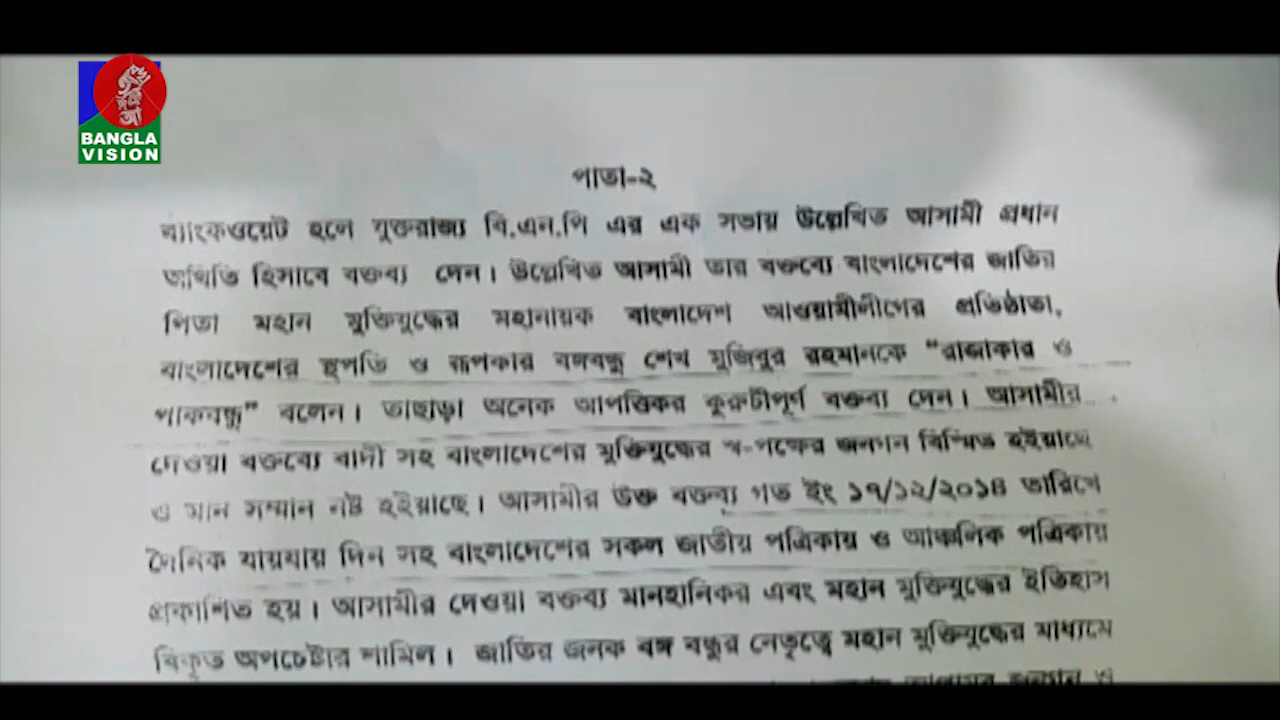 BANGLA
VISION
পাতা-২
ব্যাংকওয়েট হলে যুক্তরাজ্য বি.এন.পি এর এক সভায় উল্লেখিত আসামী প্রধান
অথিতি হিসাবে বক্তব্য দেন। উল্লেখিত আসামী তার বক্তব্যে বাংলাদেশের জাতির
পিতা মহান মুক্তিযুদ্ধের মহানায়ক বাংলাদেশ আওয়ামীলীগের প্রতিষ্ঠাতা,
বাংলাদেশের স্থপতি ও রূপকার বঙ্গবন্ধু শেখ মুজিবুর রহমানকে “রাজাকার ও
পাকবন্ধু” বলেন। তাছাড়া অনেক আপত্তিকর কুরুটীপূর্ণ বক্তব্য দেন। আসামীর
দেওয়া বক্তব্যে বাদী সহ বাংলাদেশের মুক্তিযুদ্ধের স্ব-পক্ষের জনগন বিস্মিত হইয়াছে
ও মান সম্মান নষ্ট হইয়াছে। আসামীর উক্ত বক্তব্য গত ইং ১৭/১২/২০১৪ তারিখে
দৈনিক যায়যায় দিন সহ বাংলাদেশের সকল জাতীয় পত্রিকায় ও আঞ্চলিক পত্রিকায়
প্রকাশিত হয়। আসামীর দেওয়া বক্তব্য মানহানিকর এবং মহান মুক্তিযুদ্ধের ইতিহাস
বিকৃত অপচেষ্টার শামিল। জাতির জনক বঙ্গ বন্ধুর নেতৃত্বে মহান মুক্তিযুদ্ধের মাধ্যমে